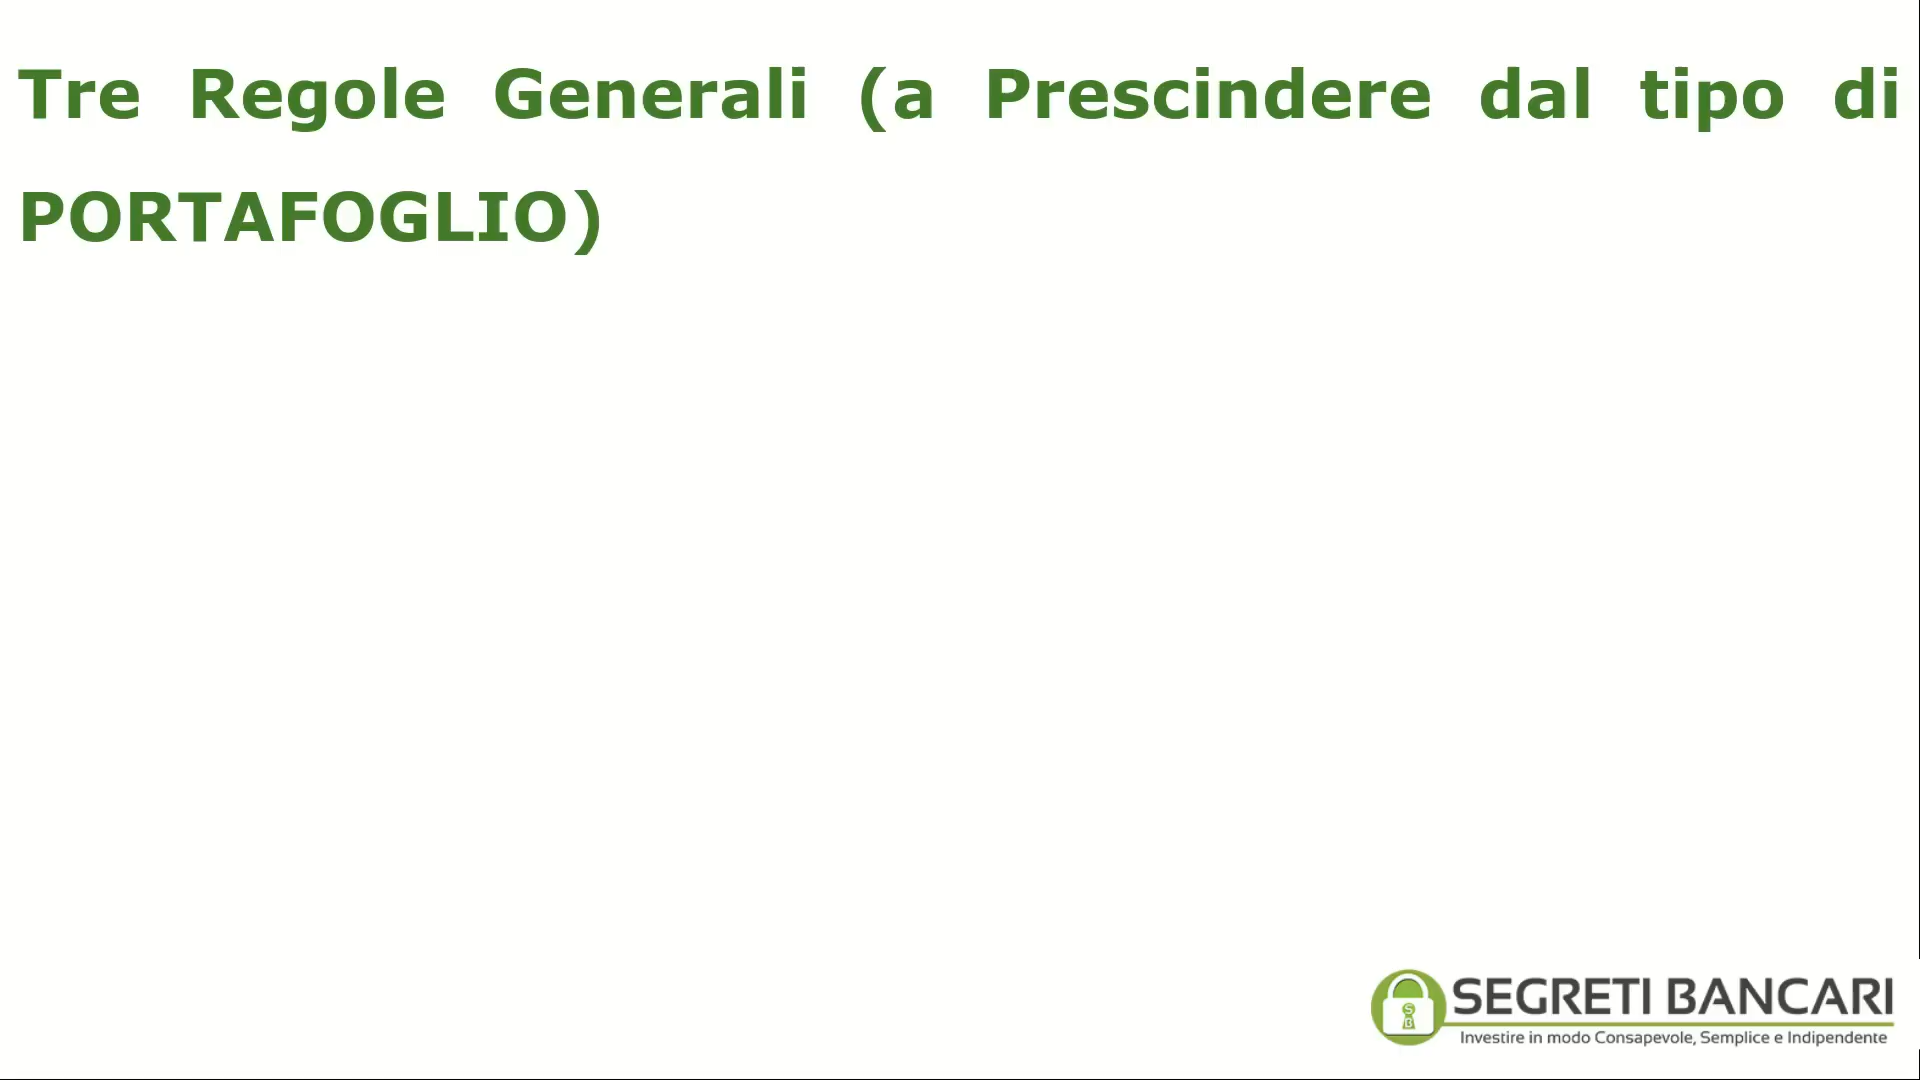 Tre Regole Generali (a Prescindere dal tipo di
PORTAFOGLIO)
SEGRETI BANCARI
Investire in modo Consapevole, Semplice e Indipendente